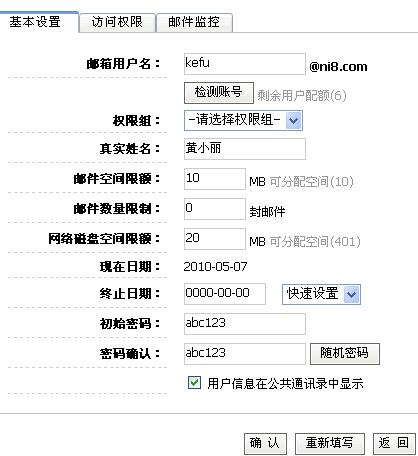 基本设置 访问权限 邮件监控
邮箱用户名： kefu @ni8.com
检测账号 剩余用户配额(6)
权限组： -请选择权限组-
真实姓名： 黄小丽
邮件空间限额： 10 MB 可分配空间(10)
邮件数量限制： 0 封邮件
网络磁盘空间限额： 20 MB 可分配空间(401)
现在日期： 2010-05-07
终止日期： 0000-00-00 快速设置
初始密码： abc123
密码确认： abc123 随机密码
用户信息在公共通讯录中显示
确 认 重新填写 返 回